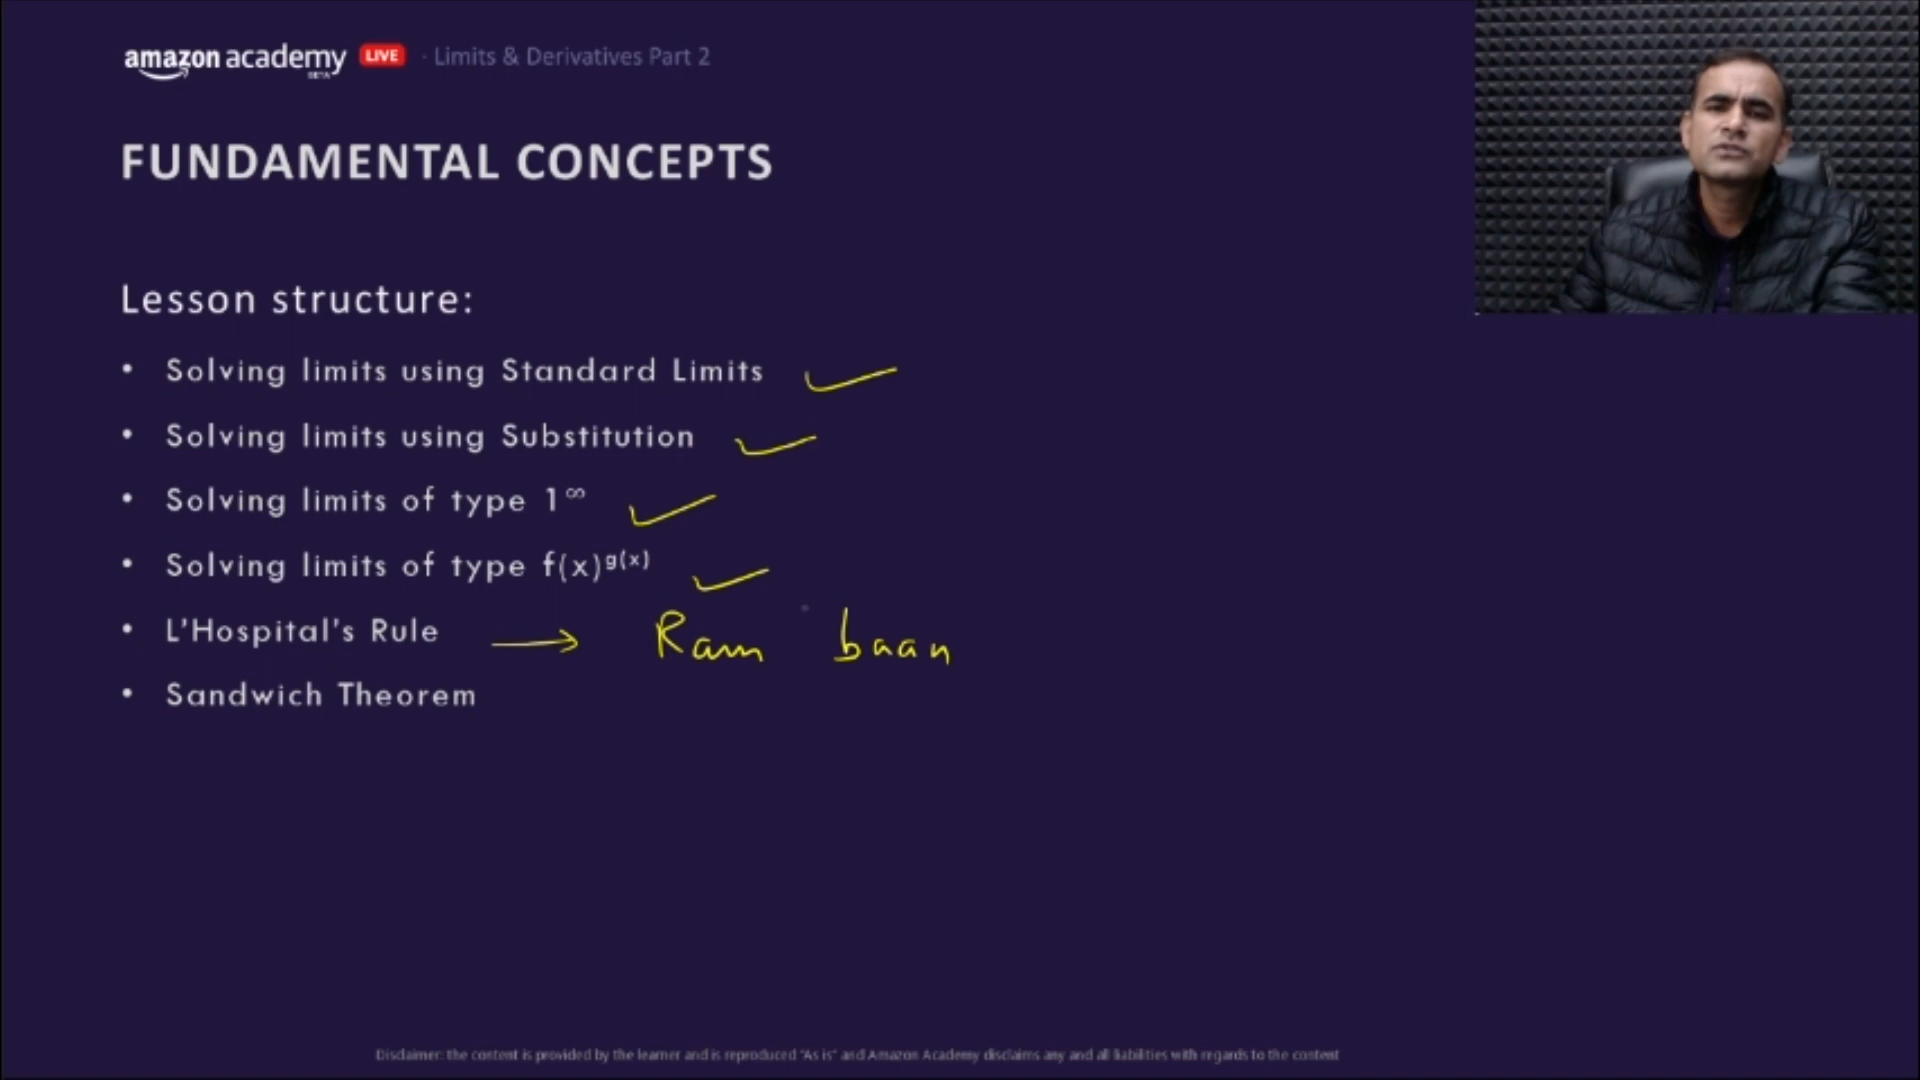 amazon academy LIVE · Limits & Derivatives Part 2
BETA
FUNDAMENTAL CONCEPTS
Lesson structure:
• Solving limits using Standard Limits
• Solving limits using Substitution
• Solving limits of type 1^∞
• Solving limits of type f(x)^g(x)
• L'Hospital's Rule → Ram baan
• Sandwich Theorem
Disclaimer: the content is provided by the learner and is reproduced "As is" and Amazon Academy disclaims any and all liabilities with regards to the content